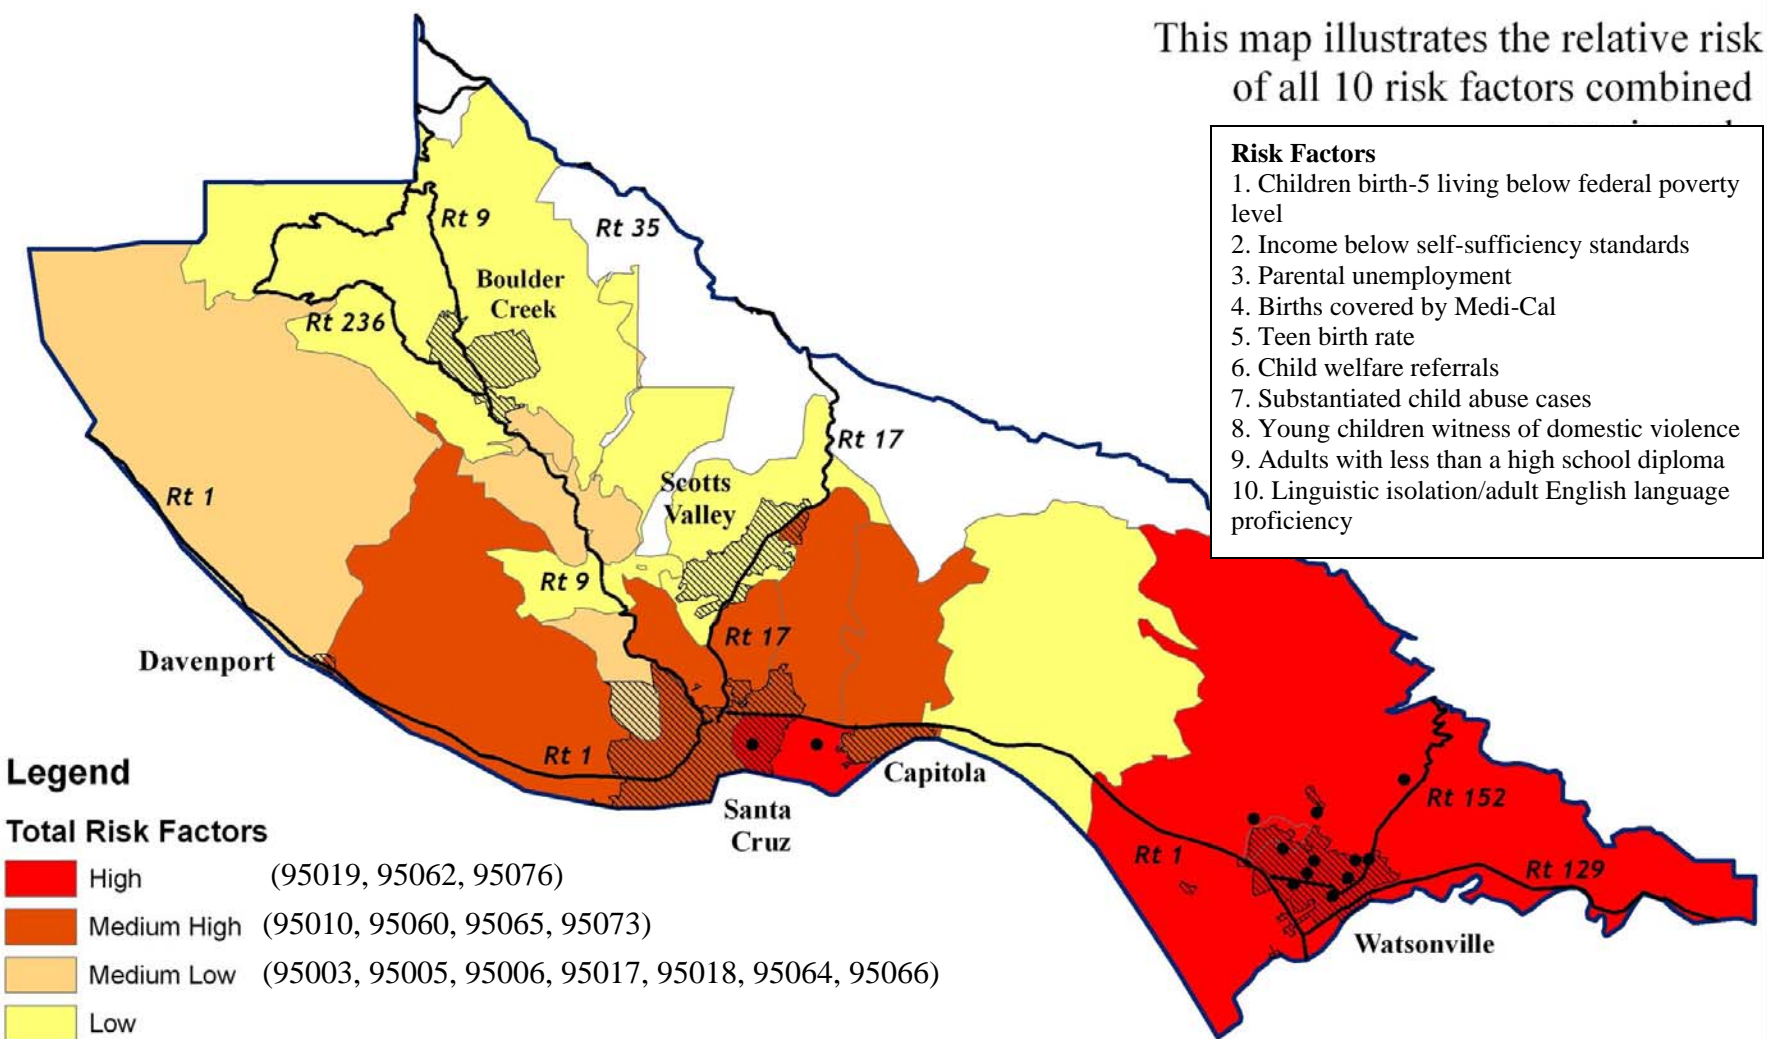 This map illustrates the relative risk
of all 10 risk factors combined
Risk Factors
1. Children birth-5 living below federal poverty
level
2. Income below self-sufficiency standards
3. Parental unemployment
4. Births covered by Medi-Cal
5. Teen birth rate
6. Child welfare referrals
7. Substantiated child abuse cases
8. Young children witness of domestic violence
9. Adults with less than a high school diploma
10. Linguistic isolation/adult English language
proficiency
Rt 9
Rt 35
Boulder
Creek
Rt 236
Rt 17
Rt 1
Scotts
Valley
Rt 9
Rt 17
Davenport
Rt 1
Capitola
Santa
Cruz
Rt 152
Rt 1
Rt 129
Watsonville
Legend
Total Risk Factors
High (95019, 95062, 95076)
Medium High (95010, 95060, 95065, 95073)
Medium Low (95003, 95005, 95006, 95017, 95018, 95064, 95066)
Low